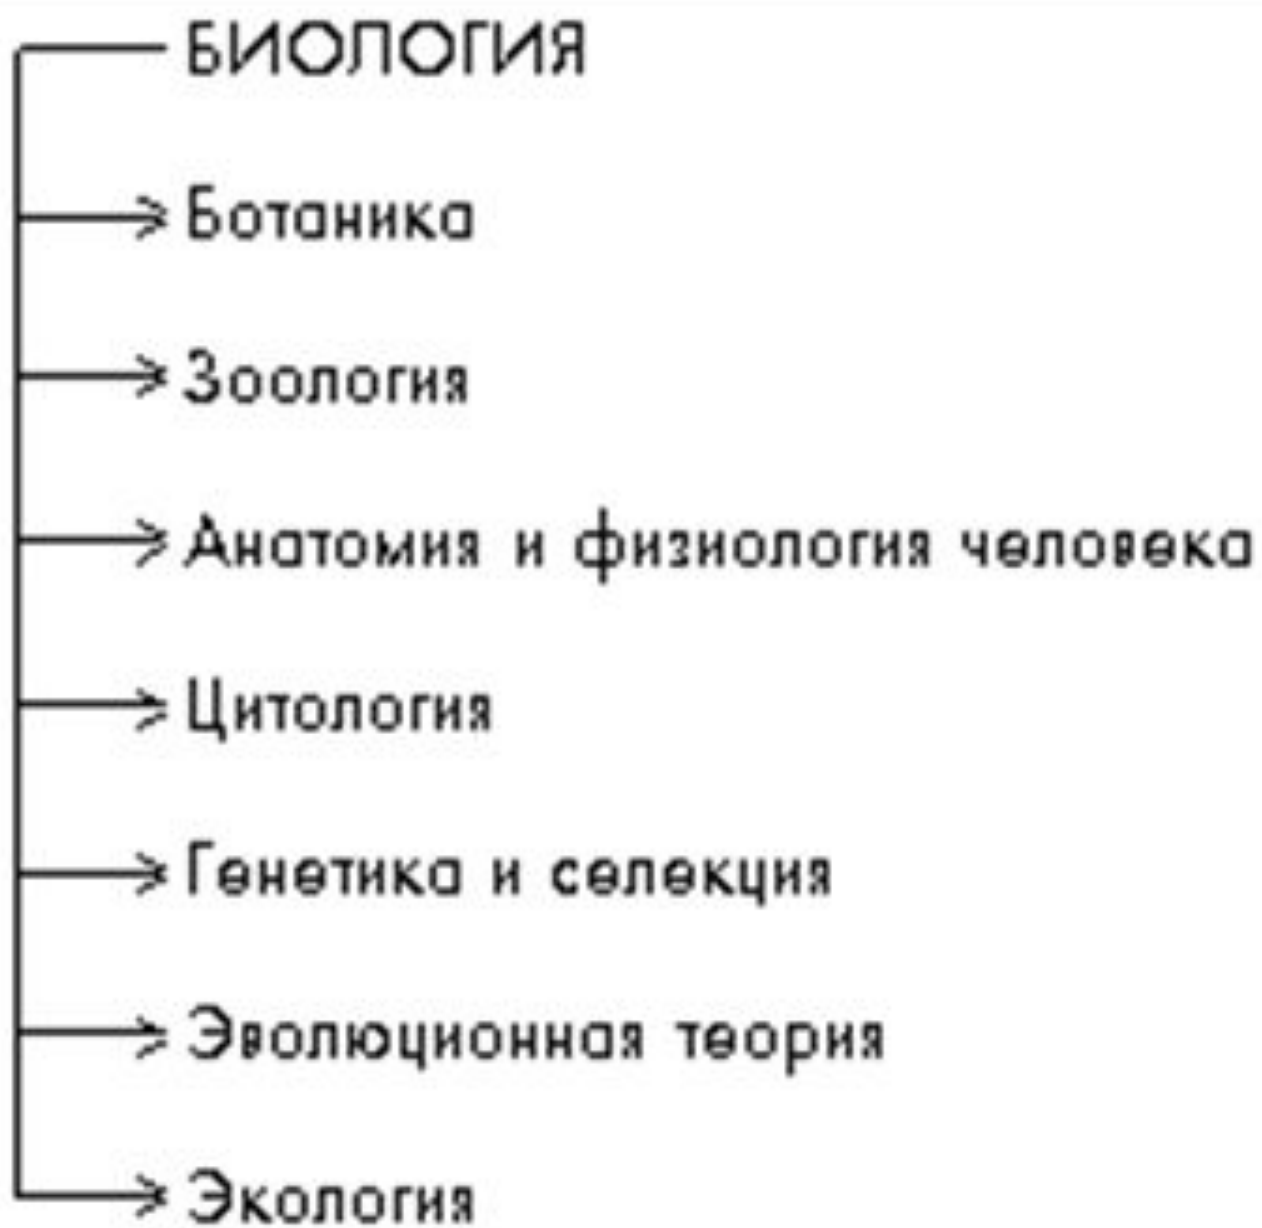 БИОЛОГИЯ
Ботаника
Зоология
Анатомия и физиология человека
Цитология
Генетика и селекция
Эволюционная теория
Экология